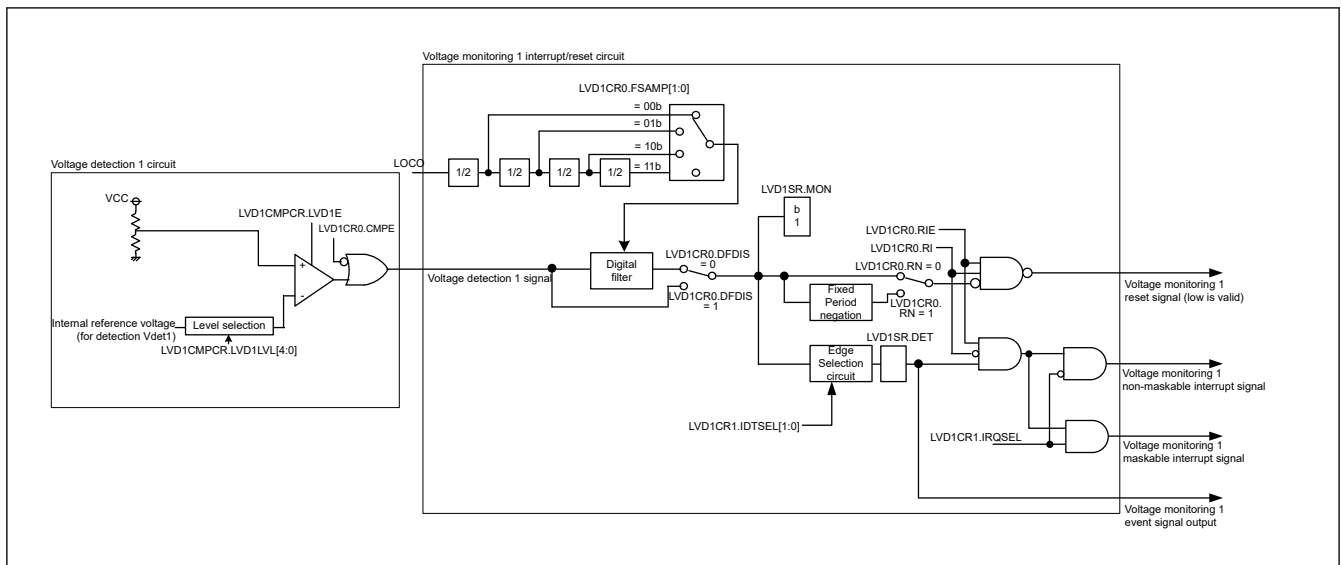 Voltage monitoring 1 interrupt/reset circuit
LVD1CR0.FSAMP[1:0]
= 00b
= 01b
= 10b
= 11b
LOCO
1/2
1/2
1/2
1/2
Voltage detection 1 circuit
VCC
LVD1CMPCR.LVD1E
LVD1CR0.CMPE
+
-
Internal reference voltage
(for detection Vdet1)
Level selection
LVD1CMPCR.LVD1LVL[4:0]
Voltage detection 1 signal
Digital
filter
LVD1CR0.DFDIS
= 0
LVD1CR0.DFDIS
= 1
LVD1SR.MON
b
1
LVD1CR0.RIE
LVD1CR0.RI
LVD1CR0.RN = 0
Fixed
Period
negation
LVD1CR0.
RN = 1
Voltage monitoring 1
reset signal (low is valid)
LVD1SR.DET
Edge
Selection
circuit
LVD1CR1.IDTSEL[1:0]
Voltage monitoring 1
non-maskable interrupt signal
LVD1CR1.IRQSEL
Voltage monitoring 1
maskable interrupt signal
Voltage monitoring 1
event signal output